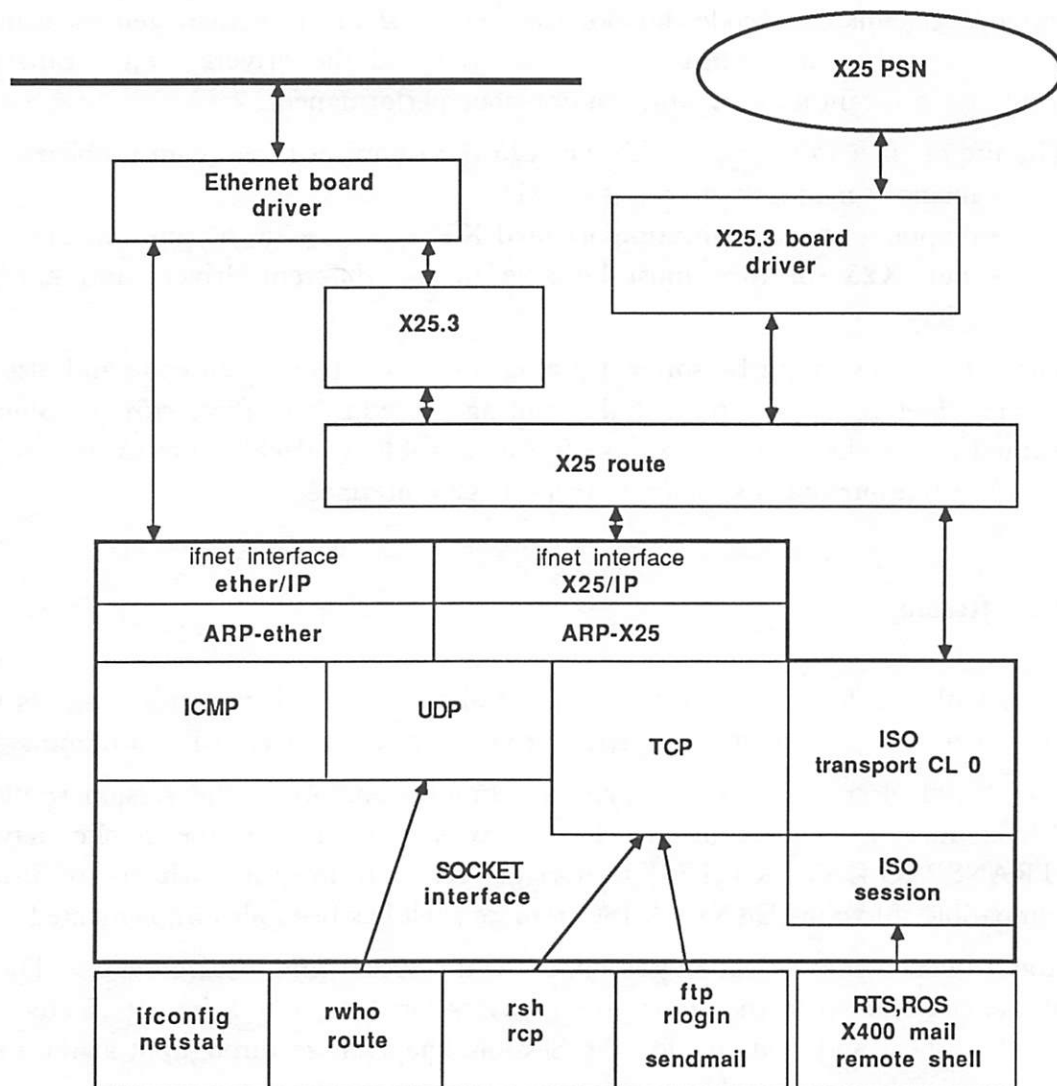 X25 PSN
Ethernet board
driver
X25.3 board
driver
X25.3
X25 route
ifnet interface
ether/IP
ifnet interface
X25/IP
ARP-ether
ARP-X25
ICMP
UDP
TCP
ISO
transport CL 0
SOCKET
interface
ISO
session
ifconfig
netstat
rwho
route
rsh
rcp
ftp
rlogin
sendmail
RTS,ROS
X400 mail
remote shell